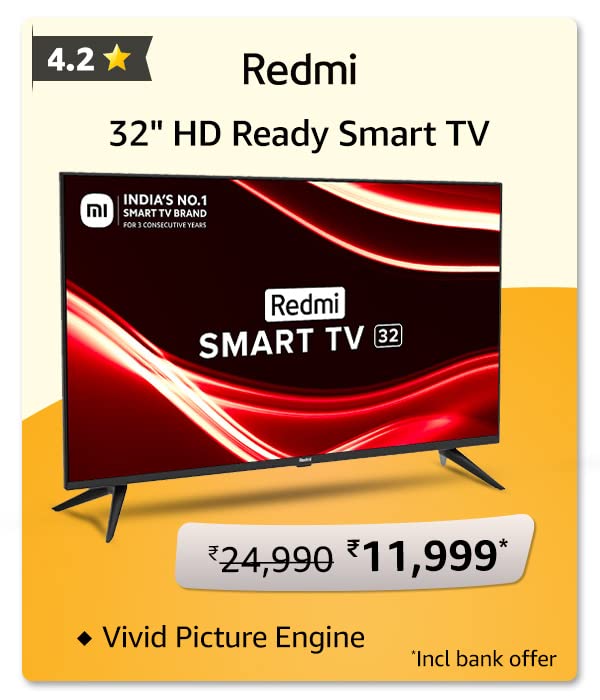 4.2
Redmi
32" HD Ready Smart TV
mi
INDIA'S NO.1
SMART TV BRAND
FOR 3 CONSECUTIVE YEARS
Redmi
SMART TV 32
Redmi
₹24,990 ₹11,999*
◆ Vivid Picture Engine
*Incl bank offer